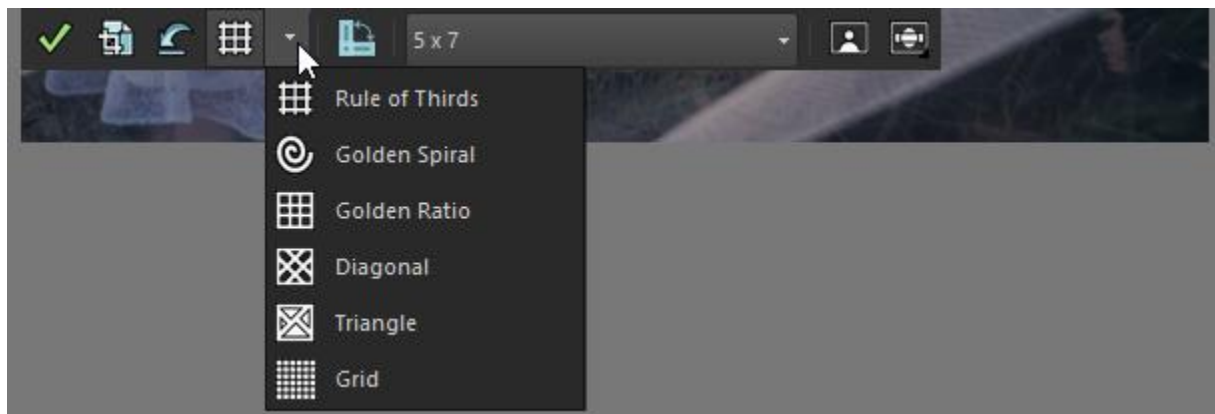 5 x 7
Rule of Thirds
Golden Spiral
Golden Ratio
Diagonal
Triangle
Grid